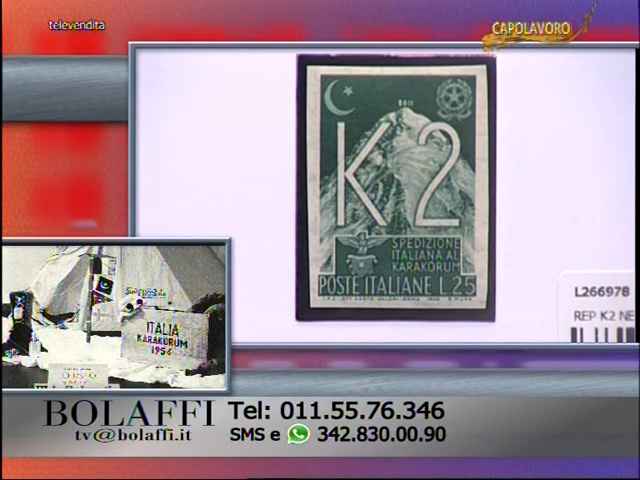 televendita
CAPOLAVORO
8611
K2
SPEDIZIONE
ITALIANA AL
KARAKORUM
POSTE ITALIANE L.25
L266978
REP K2 NE
ITALIA
KARAKORUM
1954
BOLAFFI
tv@bolaffi.it
Tel: 011.55.76.346
SMS e 342.830.00.90